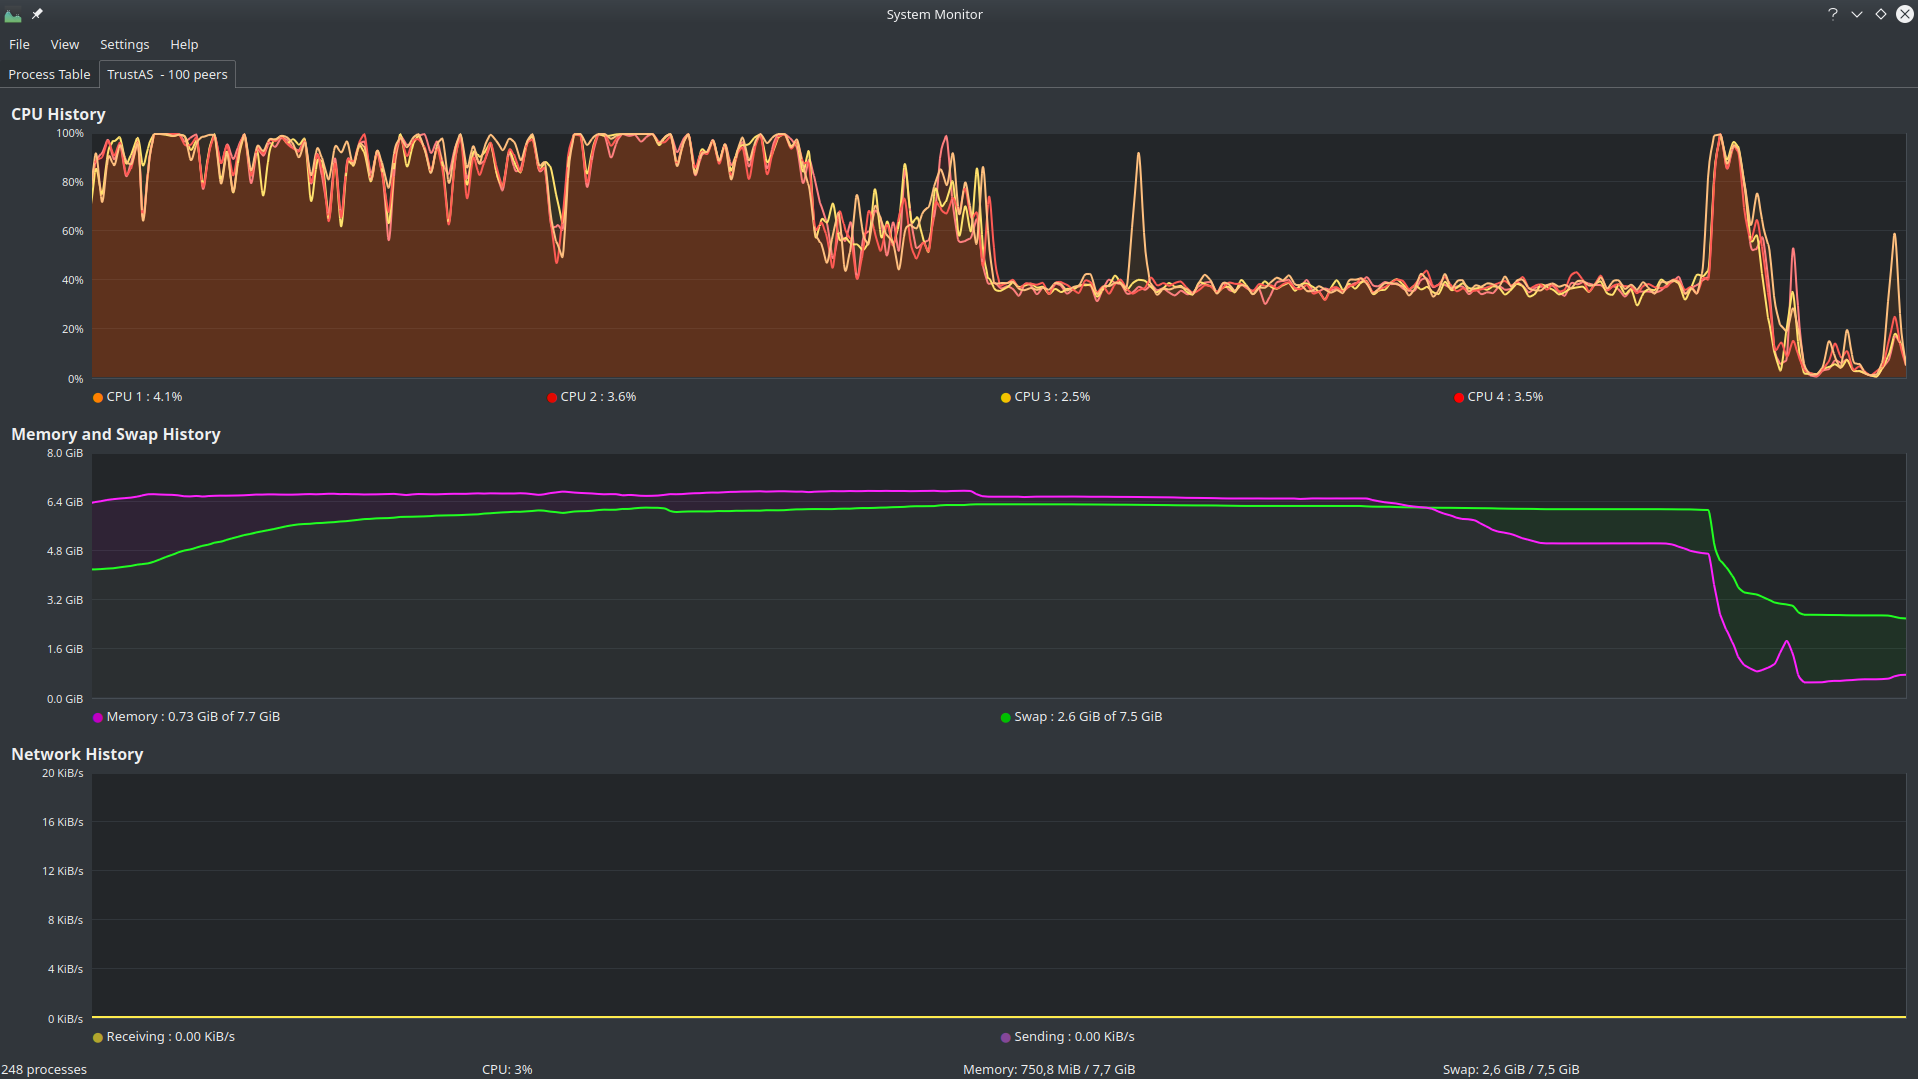 System Monitor
File View Settings Help
Process Table TrustAS - 100 peers
CPU History
100%
80%
60%
40%
20%
0%
CPU 1 : 4.1% CPU 2 : 3.6% CPU 3 : 2.5% CPU 4 : 3.5%
Memory and Swap History
8.0 GiB
6.4 GiB
4.8 GiB
3.2 GiB
1.6 GiB
0.0 GiB
Memory : 0.73 GiB of 7.7 GiB Swap : 2.6 GiB of 7.5 GiB
Network History
20 KiB/s
16 KiB/s
12 KiB/s
8 KiB/s
4 KiB/s
0 KiB/s
Receiving : 0.00 KiB/s Sending : 0.00 KiB/s
248 processes CPU: 3% Memory: 750,8 MiB / 7,7 GiB Swap: 2,6 GiB / 7,5 GiB